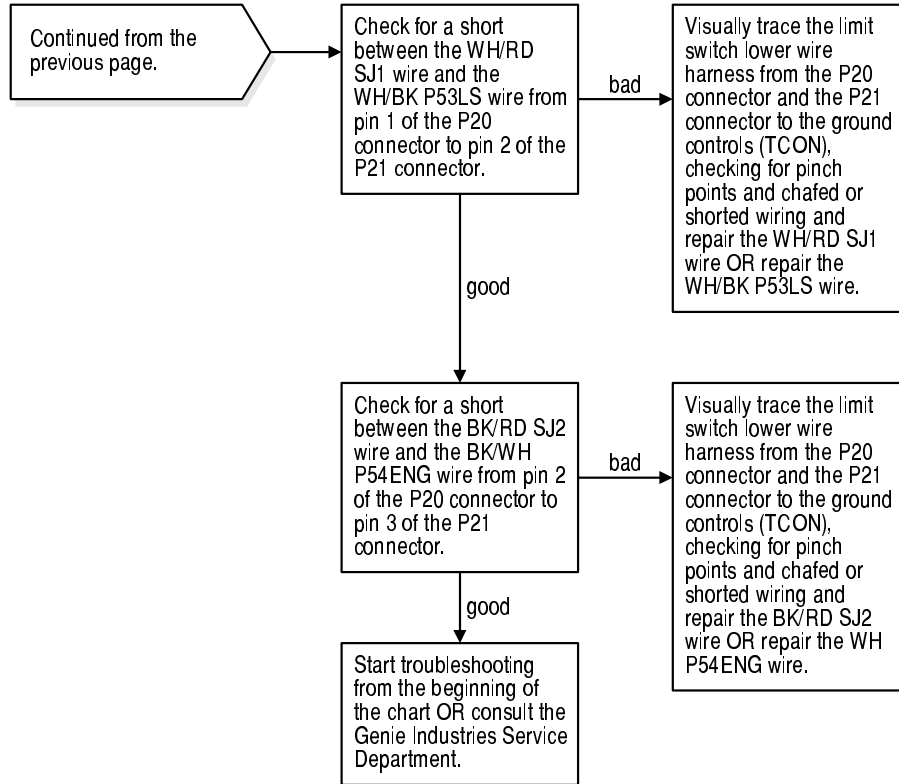 Continued from the
previous page.
Check for a short
between the WH/RD
SJ1 wire and the
WH/BK P53LS wire from
pin 1 of the P20
connector to pin 2 of the
P21 connector.
bad
Visually trace the limit
switch lower wire
harness from the P20
connector and the P21
connector to the ground
controls (TCON),
checking for pinch
points and chafed or
shorted wiring and
repair the WH/RD SJ1
wire OR repair the
WH/BK P53LS wire.
good
Check for a short
between the BK/RD SJ2
wire and the BK/WH
P54ENG wire from pin 2
of the P20 connector to
pin 3 of the P21
connector.
bad
Visually trace the limit
switch lower wire
harness from the P20
connector and the P21
connector to the ground
controls (TCON),
checking for pinch
points and chafed or
shorted wiring and
repair the BK/RD SJ2
wire OR repair the WH
P54ENG wire.
good
Start troubleshooting
from the beginning of
the chart OR consult the
Genie Industries Service
Department.